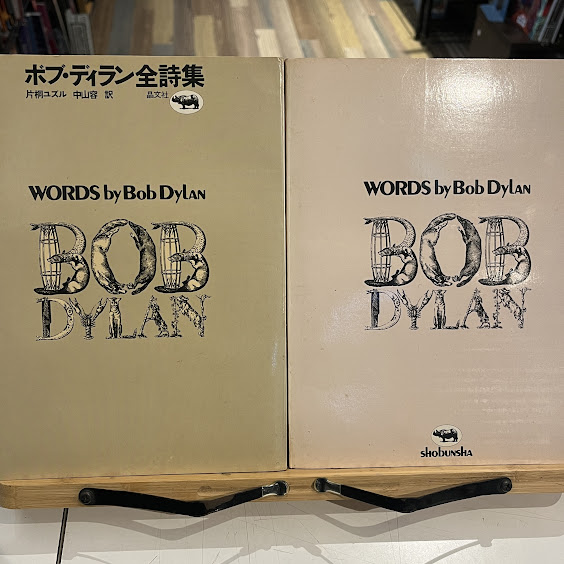 ボブ・ディラン全詩集
片桐ユズル 中山容 訳 晶文社
WORDS by Bob DYLAN
BOB
DYLAN
WORDS by Bob DYLAN
BOB
DYLAN
SHOBUNSHA